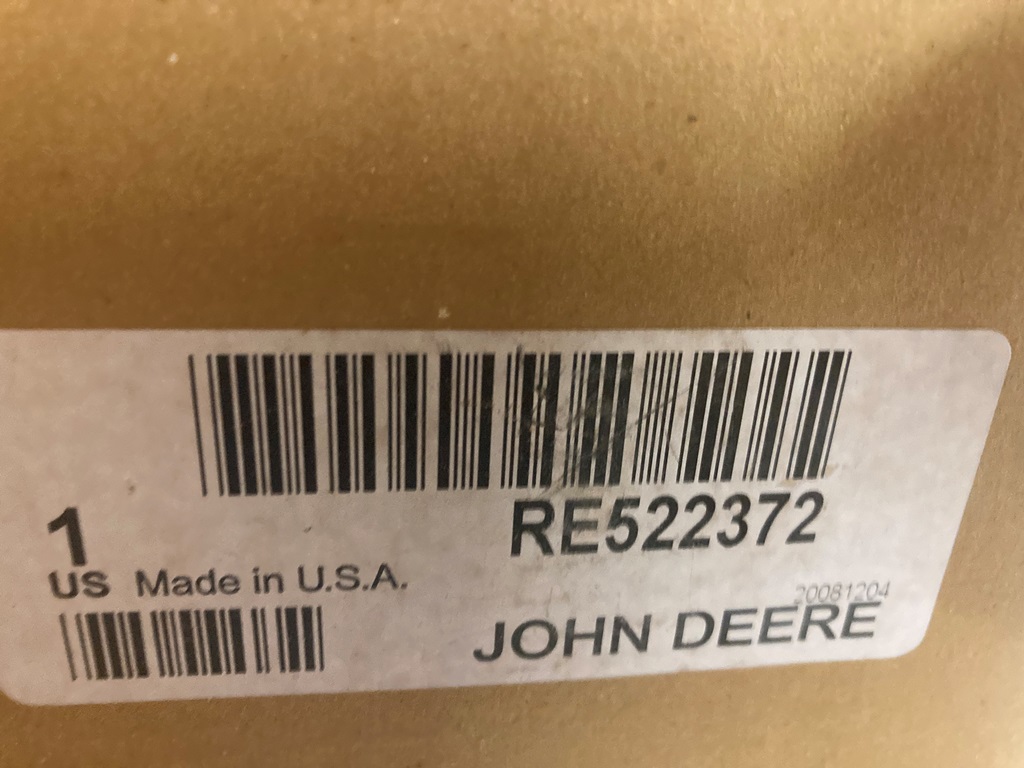 1
RE522372
US Made in U.S.A.
20081204
JOHN DEERE